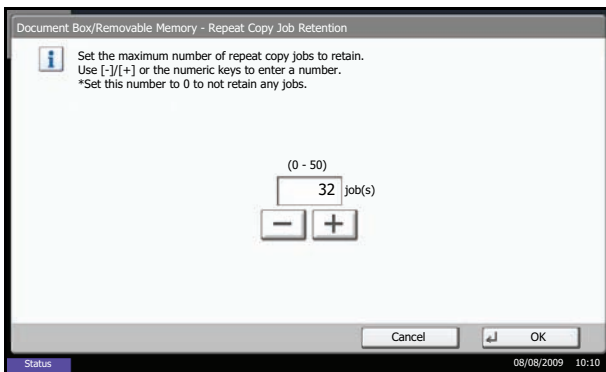 Document Box/Removable Memory - Repeat Copy Job Retention
Set the maximum number of repeat copy jobs to retain.
Use [-]/[+] or the numeric keys to enter a number.
*Set this number to 0 to not retain any jobs.
(0 - 50)
32 job(s)
Cancel OK
Status 08/08/2009 10:10